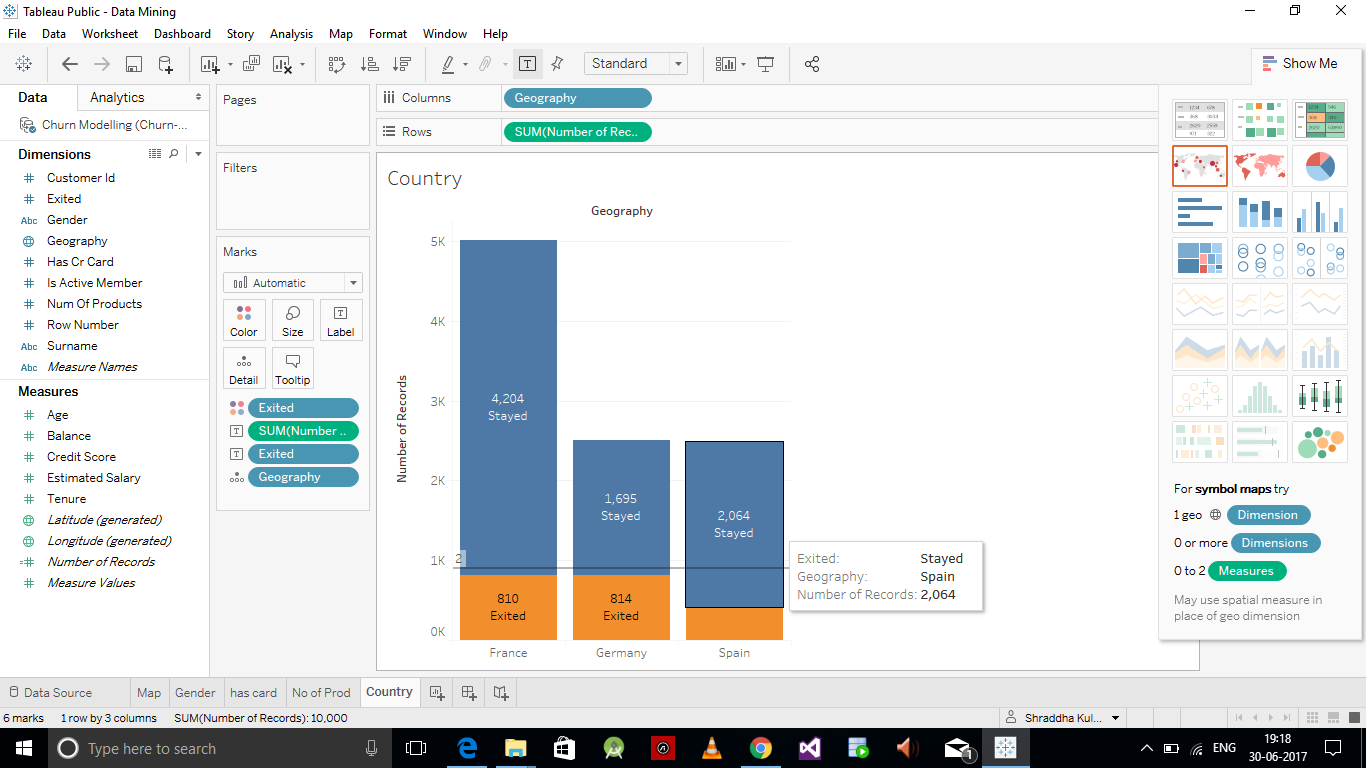 Tableau Public - Data Mining
File Data Worksheet Dashboard Story Analysis Map Format Window Help
Standard
Show Me
Data Analytics
Churn Modelling (Churn-...
Dimensions
Customer Id
Exited
Abc Gender
Geography
Has Cr Card
Is Active Member
Num Of Products
Row Number
Abc Surname
Abc Measure Names
Measures
Age
Balance
Credit Score
Estimated Salary
Tenure
Latitude (generated)
Longitude (generated)
Number of Records
Measure Values
Pages
Filters
Marks
Automatic
Color Size Label
Detail Tooltip
Exited
SUM(Number ..
Exited
Geography
Columns Geography
Rows SUM(Number of Rec..
Country
Geography
Number of Records
5K
4K
3K
2K
1K
0K
4,204
Stayed
810
Exited
1,695
Stayed
814
Exited
2,064
Stayed
2
France Germany Spain
Exited: Stayed
Geography: Spain
Number of Records: 2,064
For symbol maps try
1 geo Dimension
0 or more Dimensions
0 to 2 Measures
May use spatial measure in
place of geo dimension
Data Source Map Gender has card No of Prod Country
6 marks 1 row by 3 columns SUM(Number of Records): 10,000
Shraddha Kul...
Type here to search
1
ENG
19:18
30-06-2017